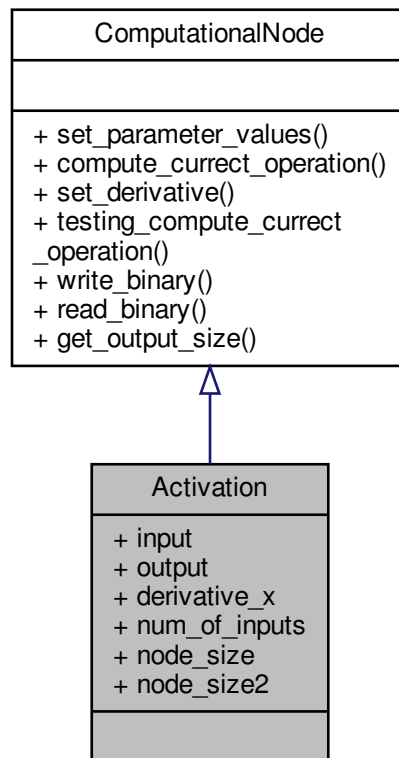 ComputationalNode
+ set_parameter_values()
+ compute_currect_operation()
+ set_derivative()
+ testing_compute_currect
_operation()
+ write_binary()
+ read_binary()
+ get_output_size()
Activation
+ input
+ output
+ derivative_x
+ num_of_inputs
+ node_size
+ node_size2